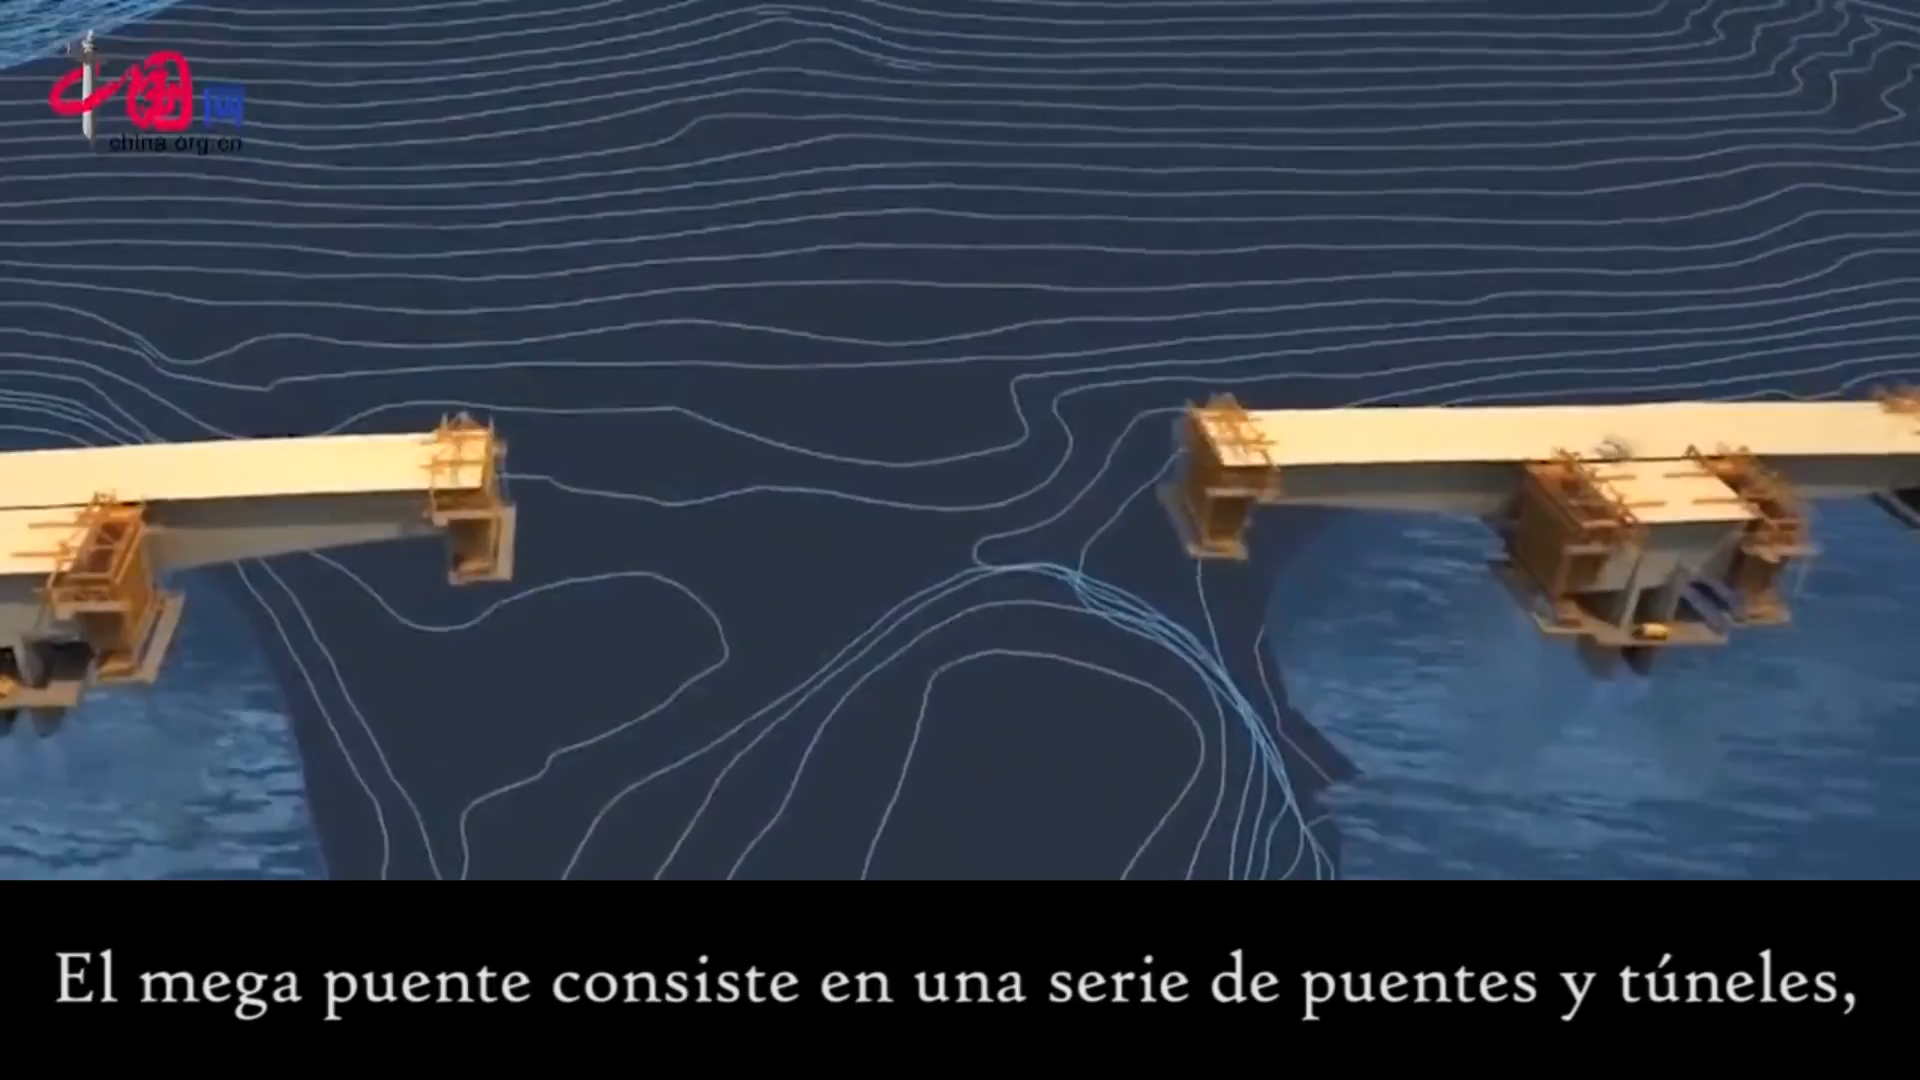 中国网
china.org.cn
El mega puente consiste en una serie de puentes y túneles,